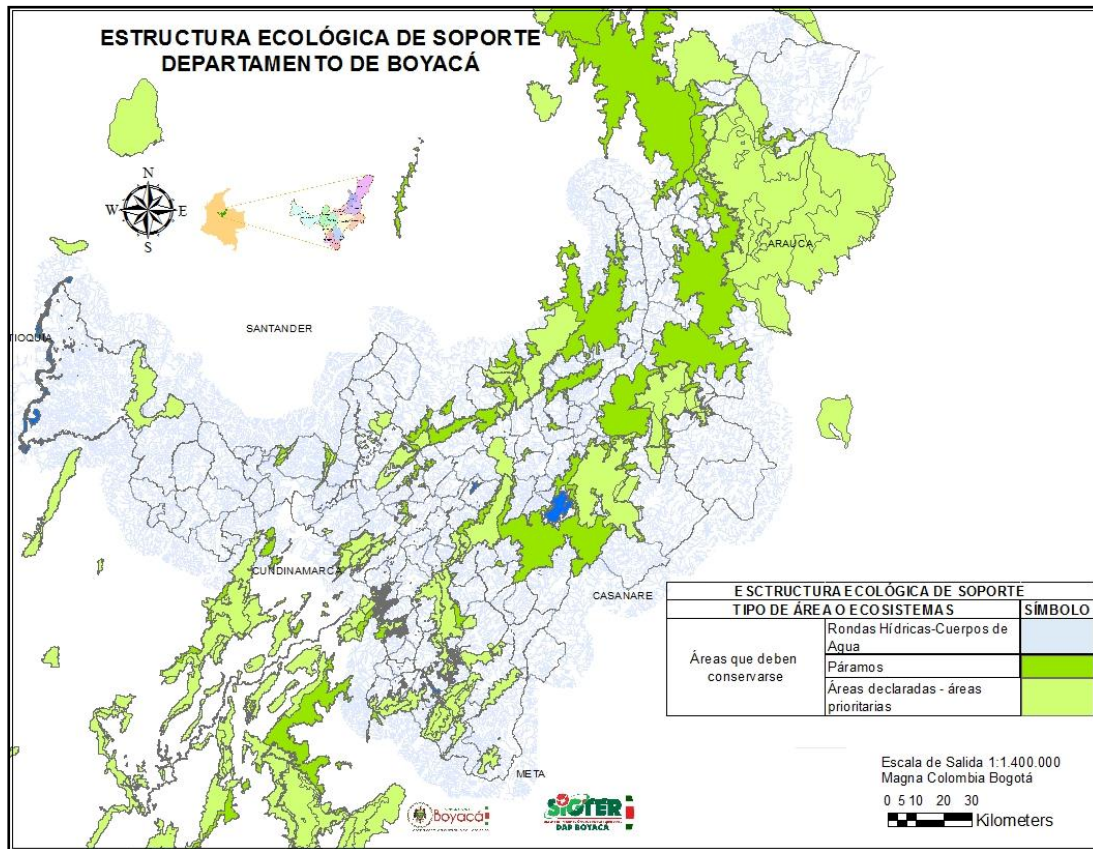 ESTRUCTURA ECOLÓGICA DE SOPORTE
DEPARTAMENTO DE BOYACÁ
N
W
E
S
ARAUCA
SANTANDER
TIOQUIA
CUNDINAMARCA
CASANARE
META
ESCTRUCTURA ECOLÓGICA DE SOPORTE
TIPO DE ÁREA O ECOSISTEMAS
SÍMBOLO
Áreas que deben
conservarse
Rondas Hídricas-Cuerpos de
Agua
Páramos
Áreas declaradas - áreas
prioritarias
Escala de Salida 1:1.400.000
Magna Colombia Bogotá
0 5 10 20 30
Kilometers
Boyacá
SIGTER
DAP BOYACA